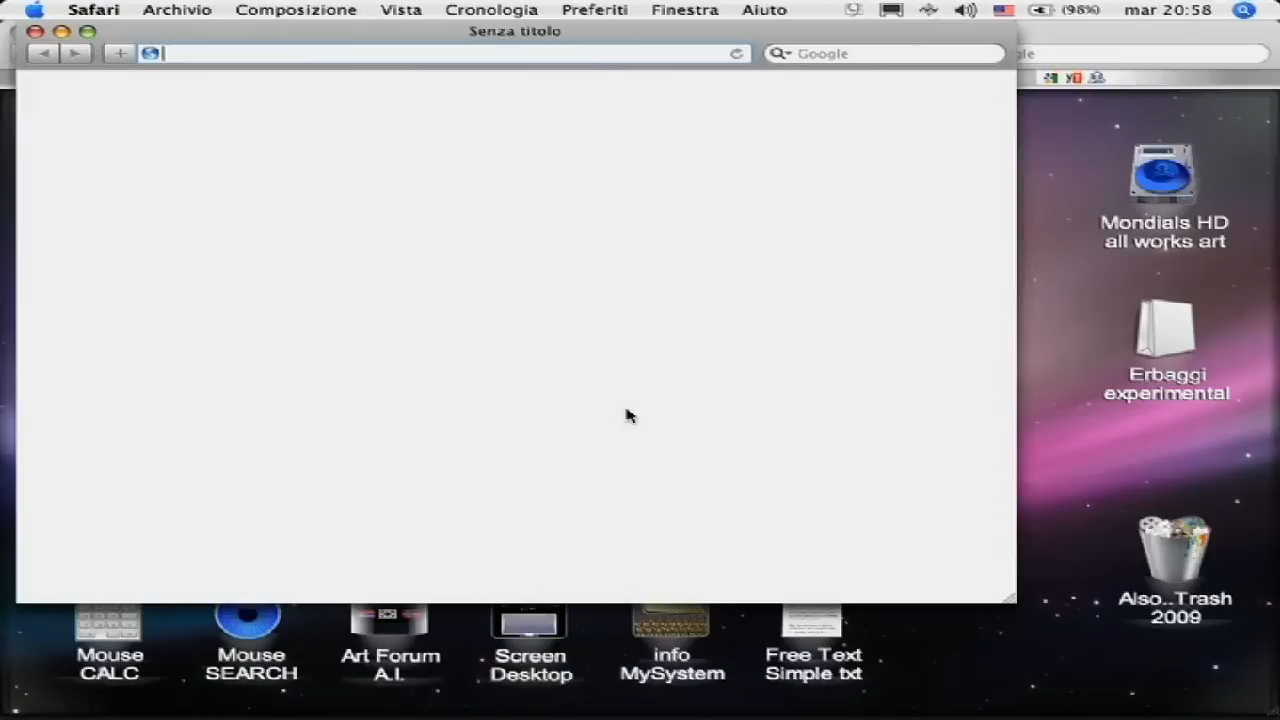 Safari Archivio Composizione Vista Cronologia Preferiti Finestra Aiuto (98%) mar 20:58
Senza titolo
Google
gle
Mondials HD
all works art
Erbaggi
experimental
Also..Trash
2009
Mouse
CALC
Mouse
SEARCH
Art Forum
A.I.
Screen
Desktop
info
MySystem
Free Text
Simple txt